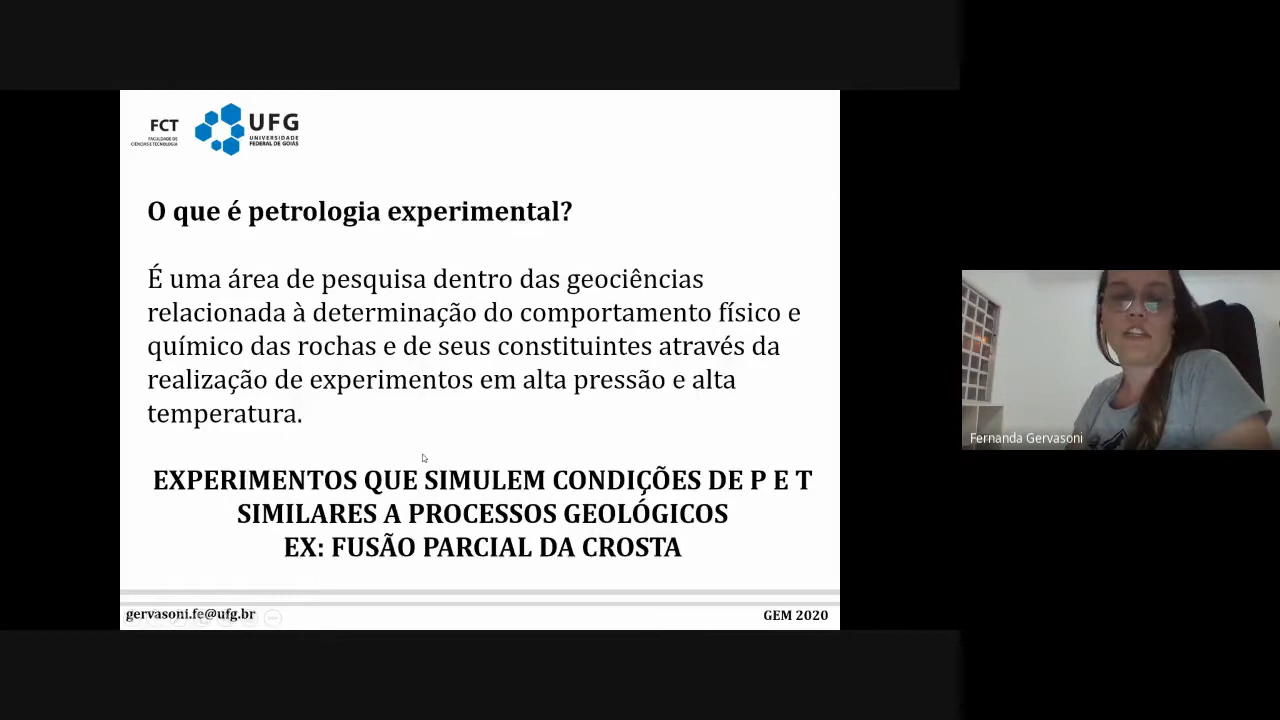 FCT
FACULDADE DE
CIÊNCIAS E TECNOLOGIA
UFG
UNIVERSIDADE
FEDERAL DE GOIÁS
O que é petrologia experimental?
É uma área de pesquisa dentro das geociências
relacionada à determinação do comportamento físico e
químico das rochas e de seus constituintes através da
realização de experimentos em alta pressão e alta
temperatura.
EXPERIMENTOS QUE SIMULEM CONDIÇÕES DE P E T
SIMILARES A PROCESSOS GEOLÓGICOS
EX: FUSÃO PARCIAL DA CROSTA
gervasoni.fe@ufg.br
GEM 2020
Fernanda Gervasoni